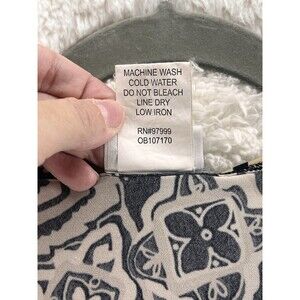 MACHINE WASH
COLD WATER
DO NOT BLEACH
LINE DRY
LOW IRON
RN#97999
OB107170